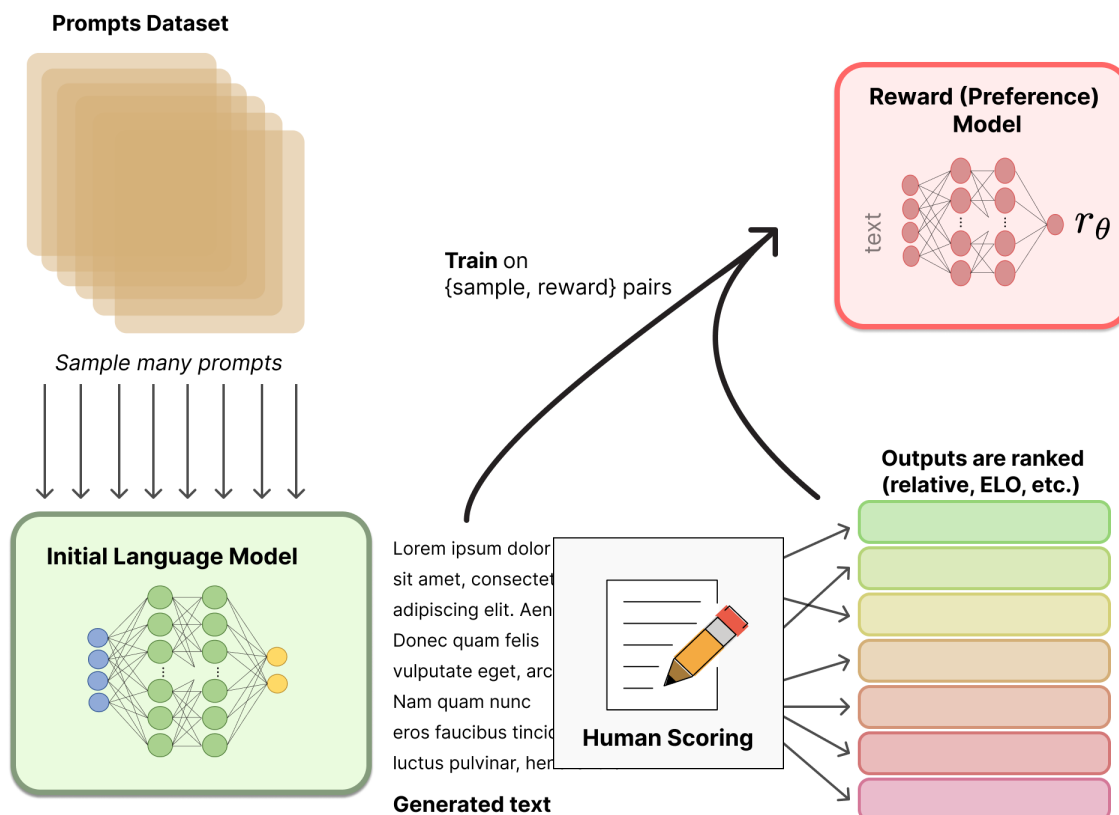 Prompts Dataset
Sample many prompts
Initial Language Model
Train on
{sample, reward} pairs
Reward (Preference)
Model
text
rθ
Lorem ipsum dolor
sit amet, consectet
adipiscing elit. Aen
Donec quam felis
vulputate eget, arc
Nam quam nunc
eros faucibus tincid
luctus pulvinar, her
Generated text
Human Scoring
Outputs are ranked
(relative, ELO, etc.)